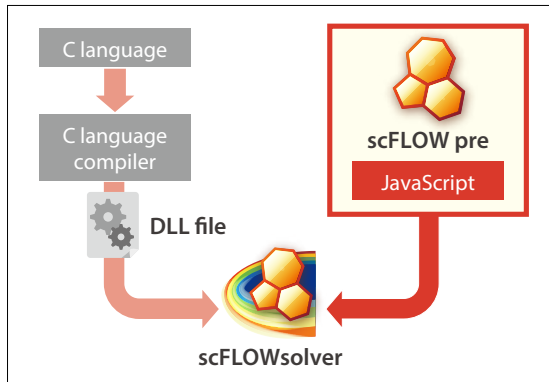 C language
C language
compiler
DLL file
scFLOW pre
JavaScript
scFLOWsolver